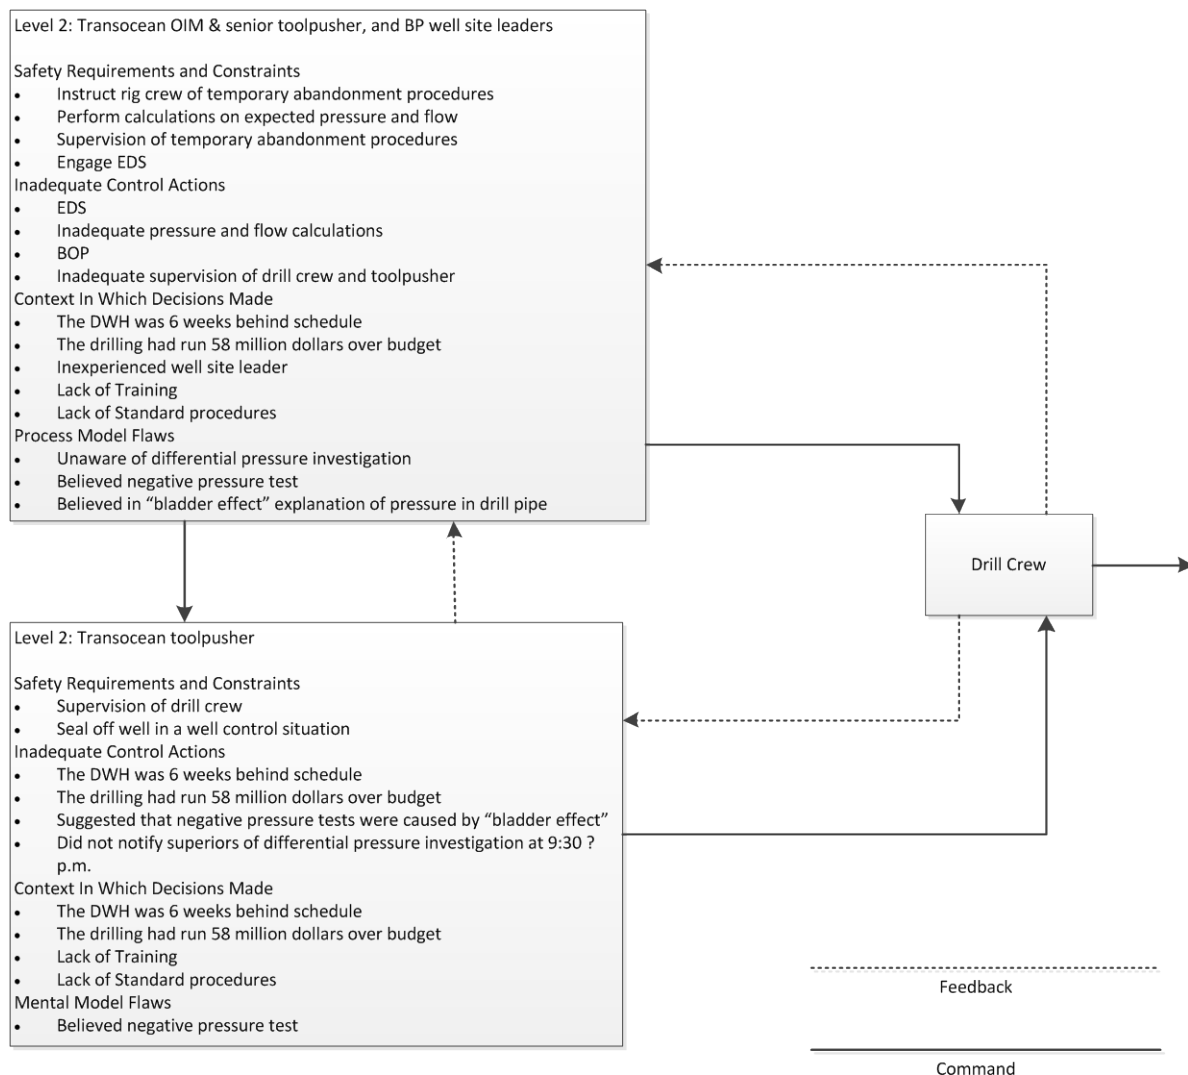 Level 2: Transocean OIM & senior toolpusher, and BP well site leaders
Safety Requirements and Constraints
• Instruct rig crew of temporary abandonment procedures
• Perform calculations on expected pressure and flow
• Supervision of temporary abandonment procedures
• Engage EDS
Inadequate Control Actions
• EDS
• Inadequate pressure and flow calculations
• BOP
• Inadequate supervision of drill crew and toolpusher
Context In Which Decisions Made
• The DWH was 6 weeks behind schedule
• The drilling had run 58 million dollars over budget
• Inexperienced well site leader
• Lack of Training
• Lack of Standard procedures
Process Model Flaws
• Unaware of differential pressure investigation
• Believed negative pressure test
• Believed in “bladder effect” explanation of pressure in drill pipe
Drill Crew
Level 2: Transocean toolpusher
Safety Requirements and Constraints
• Supervision of drill crew
• Seal off well in a well control situation
Inadequate Control Actions
• The DWH was 6 weeks behind schedule
• The drilling had run 58 million dollars over budget
• Suggested that negative pressure tests were caused by “bladder effect”
• Did not notify superiors of differential pressure investigation at 9:30 ?
p.m.
Context In Which Decisions Made
• The DWH was 6 weeks behind schedule
• The drilling had run 58 million dollars over budget
• Lack of Training
• Lack of Standard procedures
Mental Model Flaws
• Believed negative pressure test
Feedback
Command